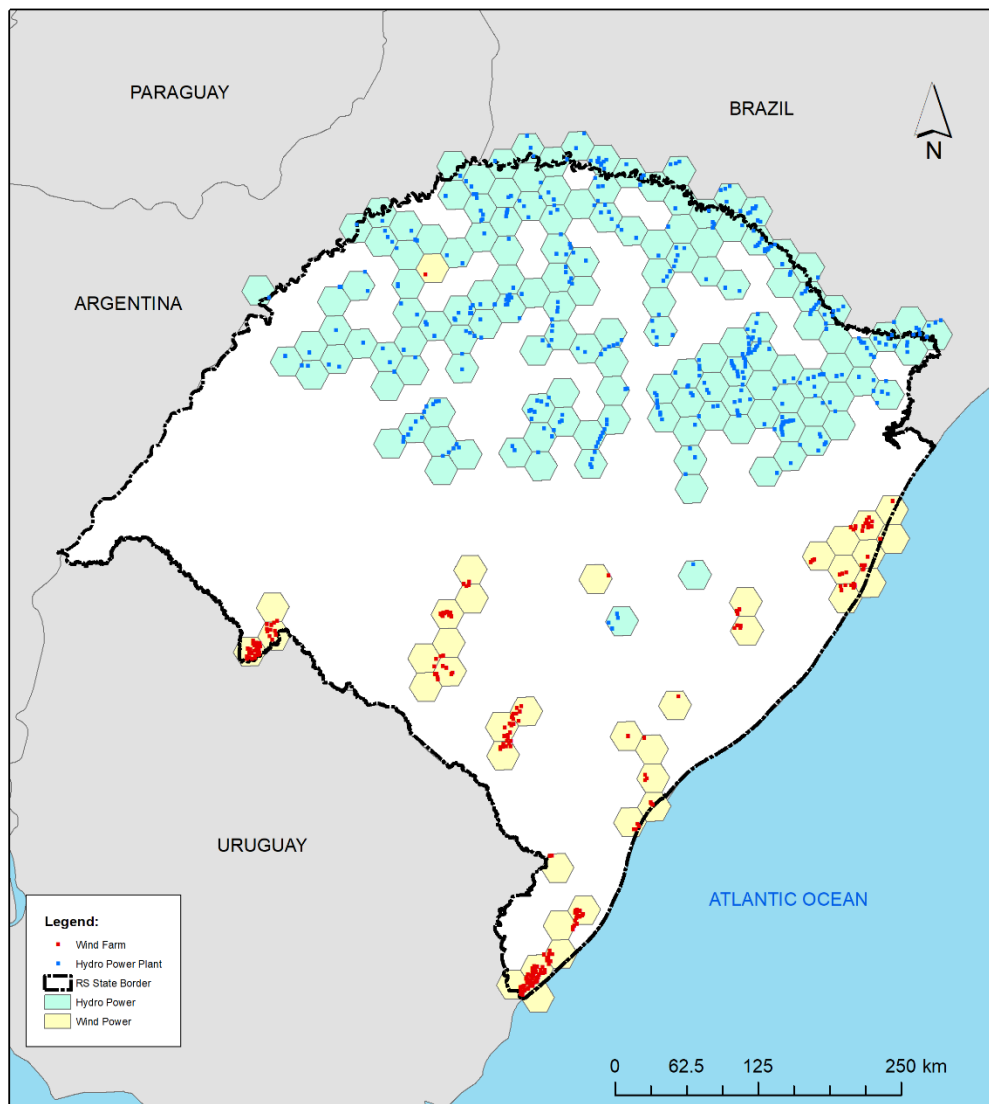 PARAGUAY
BRAZIL
N
ARGENTINA
URUGUAY
ATLANTIC OCEAN
Legend:
Wind Farm
Hydro Power Plant
RS State Border
Hydro Power
Wind Power
0 62.5 125 250 km